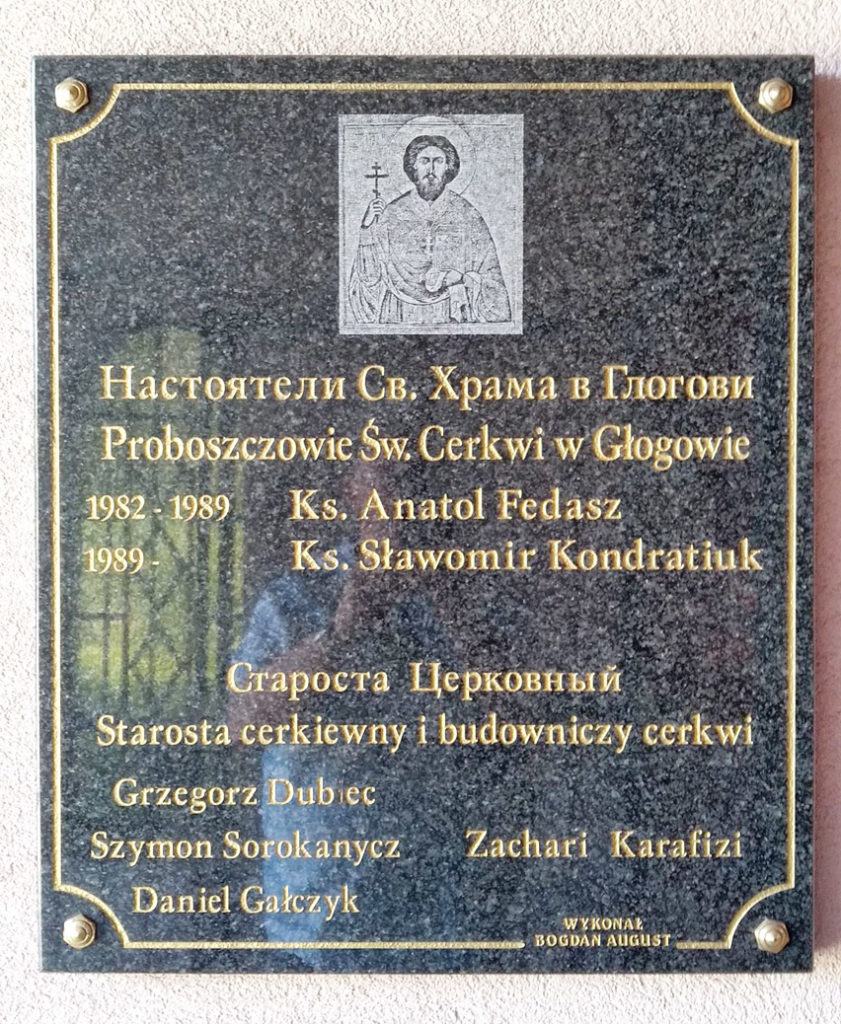 Настоятели Св. Храма в Глогови
Proboszczowie Św. Cerkwi w Głogowie
1982 - 1989 Ks. Anatol Fedasz
1989 - Ks. Sławomir Kondratiuk
Староста Церковный
Starosta cerkiewny i budowniczy cerkwi
Grzegorz Dubiec
Szymon Sorokanycz Zachari Karafizi
Daniel Gałczyk
WYKONAŁ
BOGDAN AUGUST